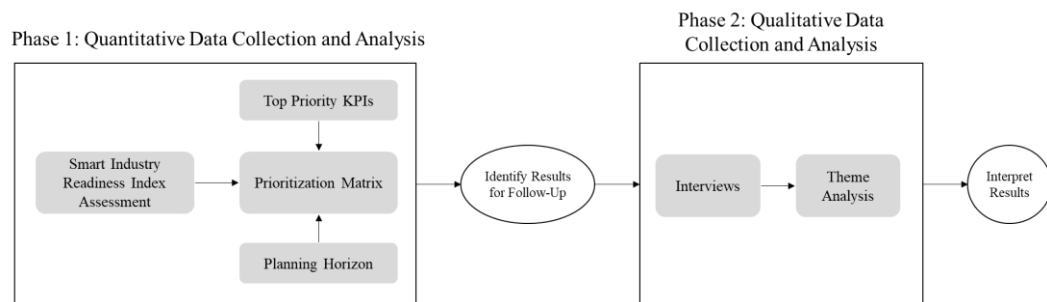 Phase 1: Quantitative Data Collection and Analysis
Phase 2: Qualitative Data
Collection and Analysis
Top Priority KPIs
Smart Industry
Readiness Index
Assessment
Prioritization Matrix
Planning Horizon
Identify Results
for Follow-Up
Interviews
Theme
Analysis
Interpret
Results